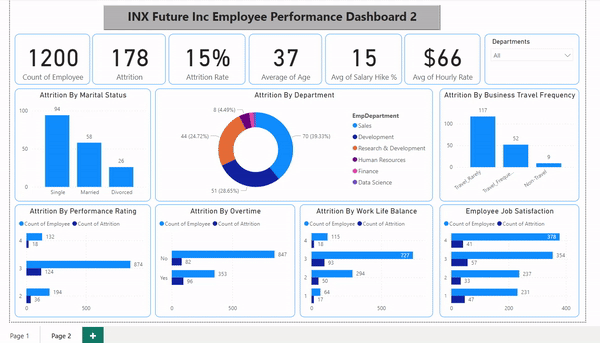 INX Future Inc Employee Performance Dashboard 2
1200
Count of Employee
178
Attrition
15%
Attrition Rate
37
Average of Age
15
Avg of Salary Hike %
$66
Avg of Hourly Rate
Departments
All
Attrition By Marital Status
100
50
0
94
58
26
Single
Married
Divorced
Attrition By Department
8 (4.49%)
44 (24.72%)
70 (39.33%)
51 (28.65%)
EmpDepartment
Sales
Development
Research & Development
Human Resources
Finance
Data Science
Attrition By Business Travel Frequency
100
50
0
117
52
9
Travel_Rarely
Travel_Freque...
Non-Travel
Attrition By Performance Rating
Count of Employee Count of Attrition
4
132
18
3
874
124
2
194
36
0
500
Attrition By Overtime
Count of Employee Count of Attrition
No
847
82
Yes
353
96
0
500
Attrition By Work Life Balance
Count of Employee Count of Attrition
4
115
18
3
727
93
2
294
50
1
64
17
0
500
Employee Job Satisfaction
Count of Employee Count of Attrition
4
378
41
3
354
57
2
237
33
1
231
47
0
200
400
Page 1
Page 2
+